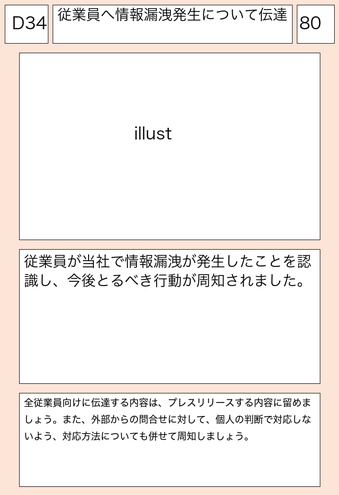 D34
従業員へ情報漏洩発生について伝達
80
illust
従業員が当社で情報漏洩が発生したことを認
識し、今後とるべき行動が周知されました。
全従業員向けに伝達する内容は、プレスリリースする内容に留めま
しょう。また、外部からの問合せに対して、個人の判断で対応しな
いよう、対応方法についても併せて周知しましょう。